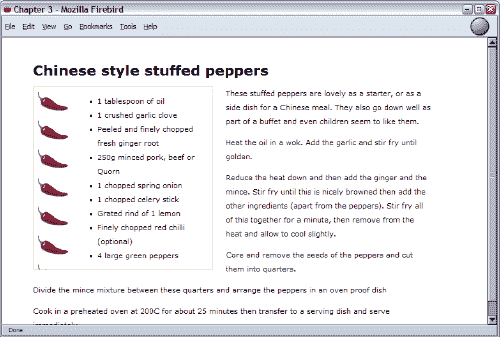 Chapter 3 - Mozilla Firebird
File Edit View Go Bookmarks Tools Help
Chinese style stuffed peppers
1 tablespoon of oil
1 crushed garlic clove
Peeled and finely chopped
fresh ginger root
250g minced pork, beef or
Quorn
1 chopped spring onion
1 chopped celery stick
Grated rind of 1 lemon
Finely chopped red chilli
(optional)
4 large green peppers
These stuffed peppers are lovely as a starter, or as a
side dish for a Chinese meal. They also go down well as
part of a buffet and even children seem to like them.
Heat the oil in a wok. Add the garlic and stir fry until
golden.
Reduce the heat down and then add the ginger and the
mince. Stir fry until this is nicely browned then add the
other ingredients (apart from the peppers). Stir fry all
of this together for a minute, then remove from the
heat and allow to cool slightly.
Core and remove the seeds of the peppers and cut
them into quarters.
Divide the mince mixture between these quarters and arrange the peppers in an oven proof dish
Cook in a preheated oven at 200C for about 25 minutes then transfer to a serving dish and serve
immediately
Done